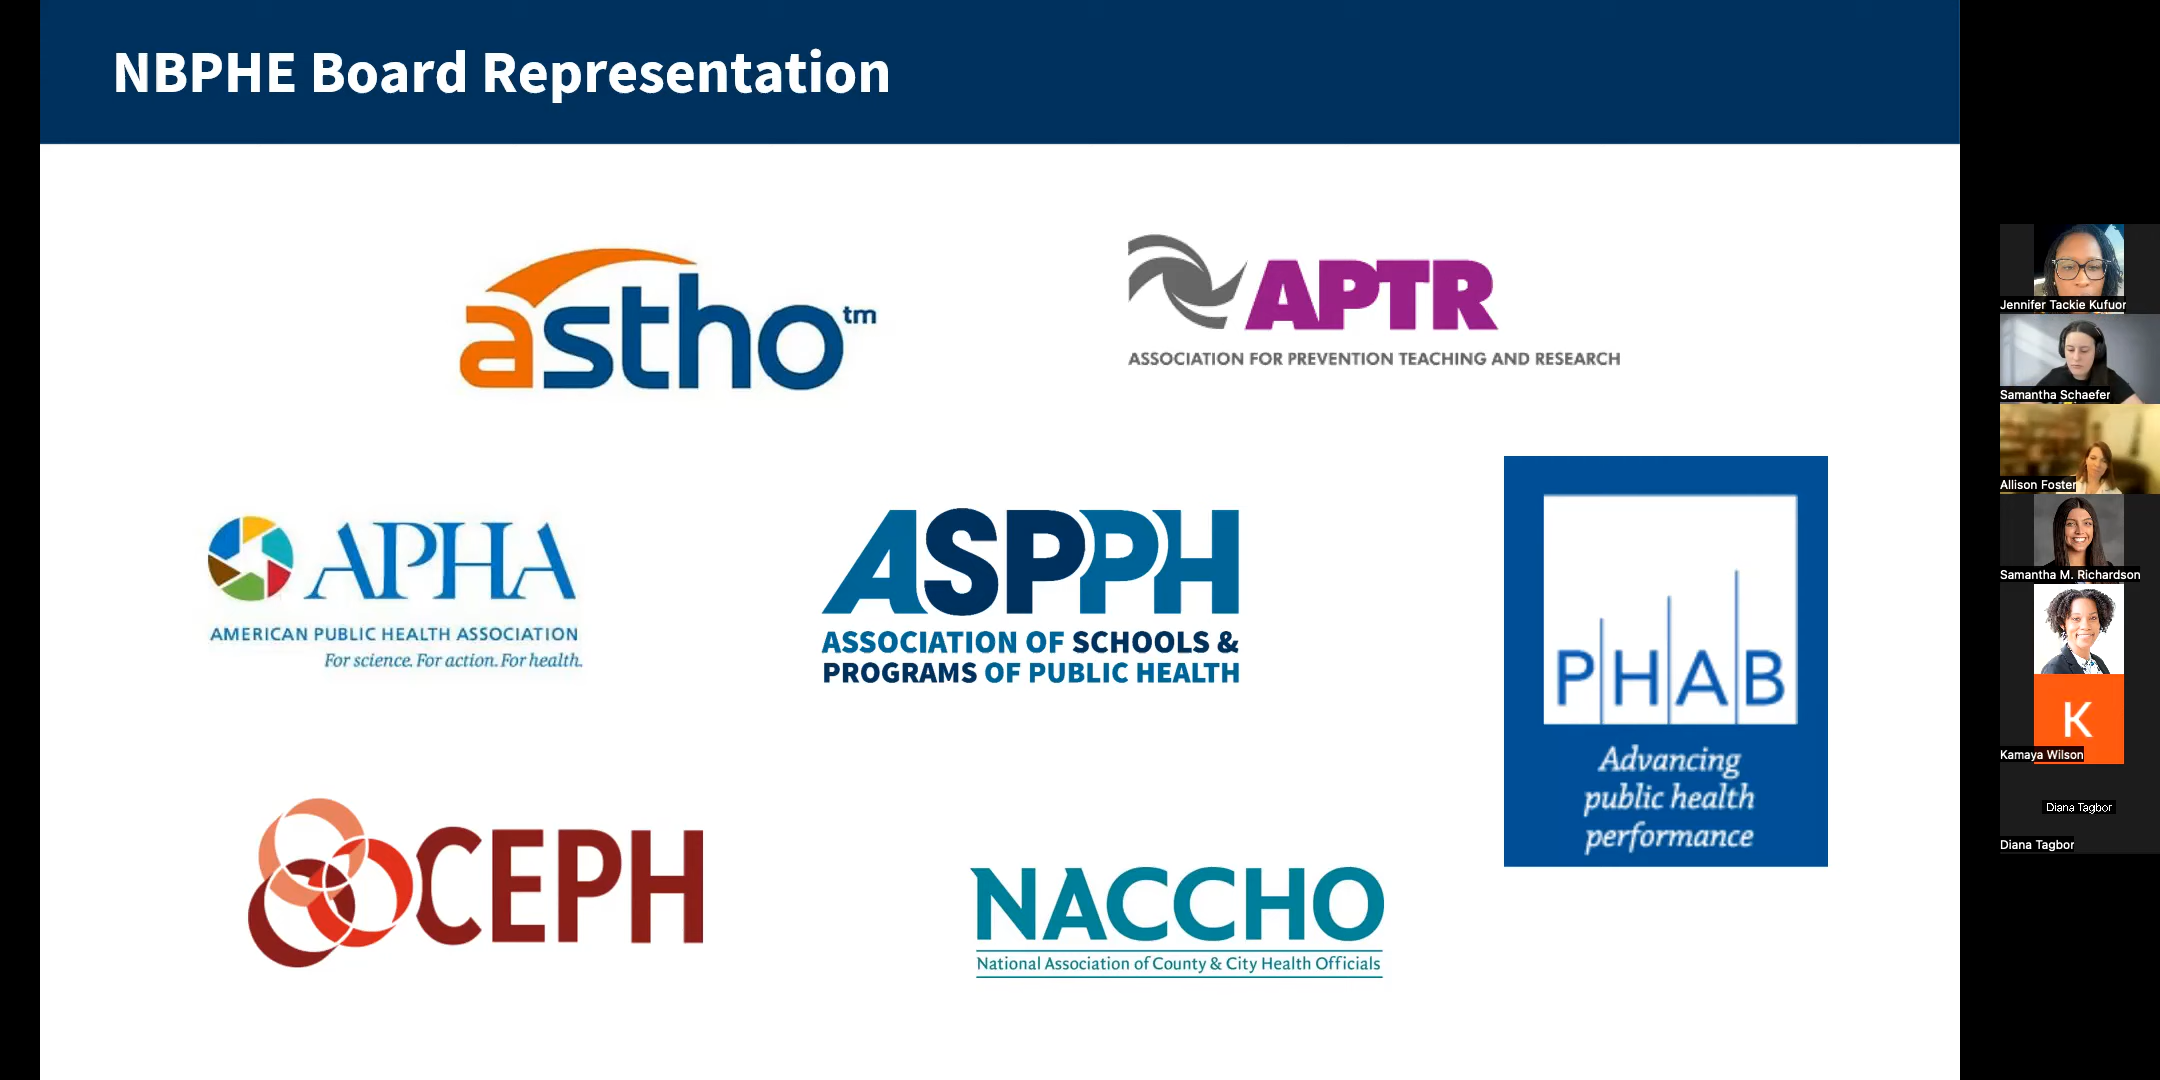 NBPHE Board Representation
astho™
APTR
ASSOCIATION FOR PREVENTION TEACHING AND RESEARCH
APHA
AMERICAN PUBLIC HEALTH ASSOCIATION
For science. For action. For health.
ASPPH
ASSOCIATION OF SCHOOLS &
PROGRAMS OF PUBLIC HEALTH
PHAB
Advancing
public health
performance
CEPH
NACCHO
National Association of County & City Health Officials
Jennifer Tackie Kufuor
Samantha Schaefer
Allison Foster
Samantha M. Richardson
K
Kamaya Wilson
Diana Tagbor
Diana Tagbor